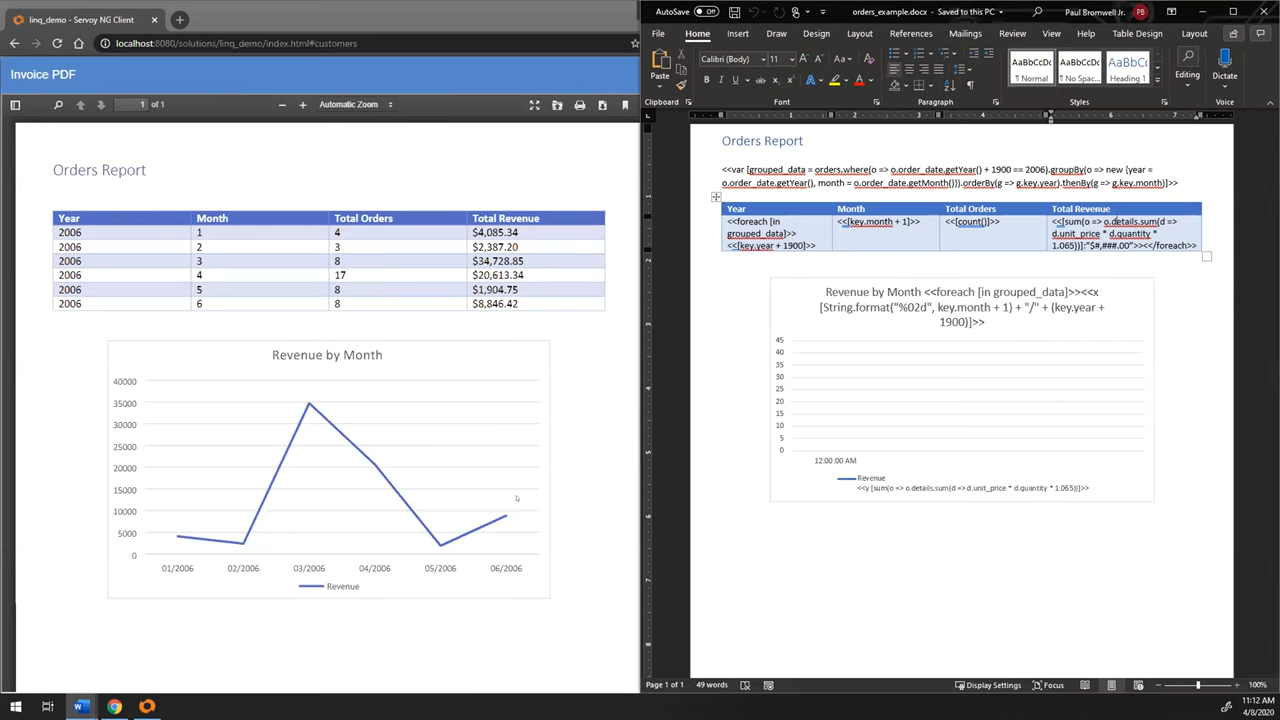 linq_demo - Servoy NG Client
localhost:8080/solutions/linq_demo/index.html#customers
Invoice PDF
1 of 1
Automatic Zoom
Orders Report
Year Month Total Orders Total Revenue
2006 1 4 $4,085.34
2006 2 3 $2,387.20
2006 3 8 $34,728.85
2006 4 17 $20,613.34
2006 5 8 $1,904.75
2006 6 8 $8,846.42
Revenue by Month
40000
35000
30000
25000
20000
15000
10000
5000
0
01/2006 02/2006 03/2006 04/2006 05/2006 06/2006
Revenue
AutoSave Off orders_example.docx - Saved to this PC Paul Bromwell Jr. PB
File Home Insert Draw Design Layout References Mailings Review View Help Table Design Layout
Paste
Calibri (Body) 11
AaBbCcDc AaBbCcDc AaBbCc
¶ Normal ¶ No Spac... Heading 1
Editing
Dictate
Clipboard Font Paragraph Styles Voice
Orders Report
<<var [grouped_data = orders.where(o => o.order_date.getYear() + 1900 == 2006).groupBy(o => new {year =
o.order_date.getYear(), month = o.order_date.getMonth()}).orderBy(g => g.key.year).thenBy(g => g.key.month)]>>
Year Month Total Orders Total Revenue
<<foreach [in
grouped_data]>>
<<[key.year + 1900]>>
<<[key.month + 1]>>
<<[count()]>>
<<[sum(o => o.details.sum(d =>
d.unit_price * d.quantity *
1.065))]:"$#,###.00">><</foreach>>
Revenue by Month <<foreach [in grouped_data]>><<x
[String.format("%02d", key.month + 1) + "/" + (key.year +
1900)]>>
45
40
35
30
25
20
15
10
5
0
12:00:00 AM
Revenue
<<y [sum(o => o.details.sum(d => d.unit_price * d.quantity * 1.065))]>>
Page 1 of 1 49 words Display Settings Focus 100%
11:12 AM
4/8/2020